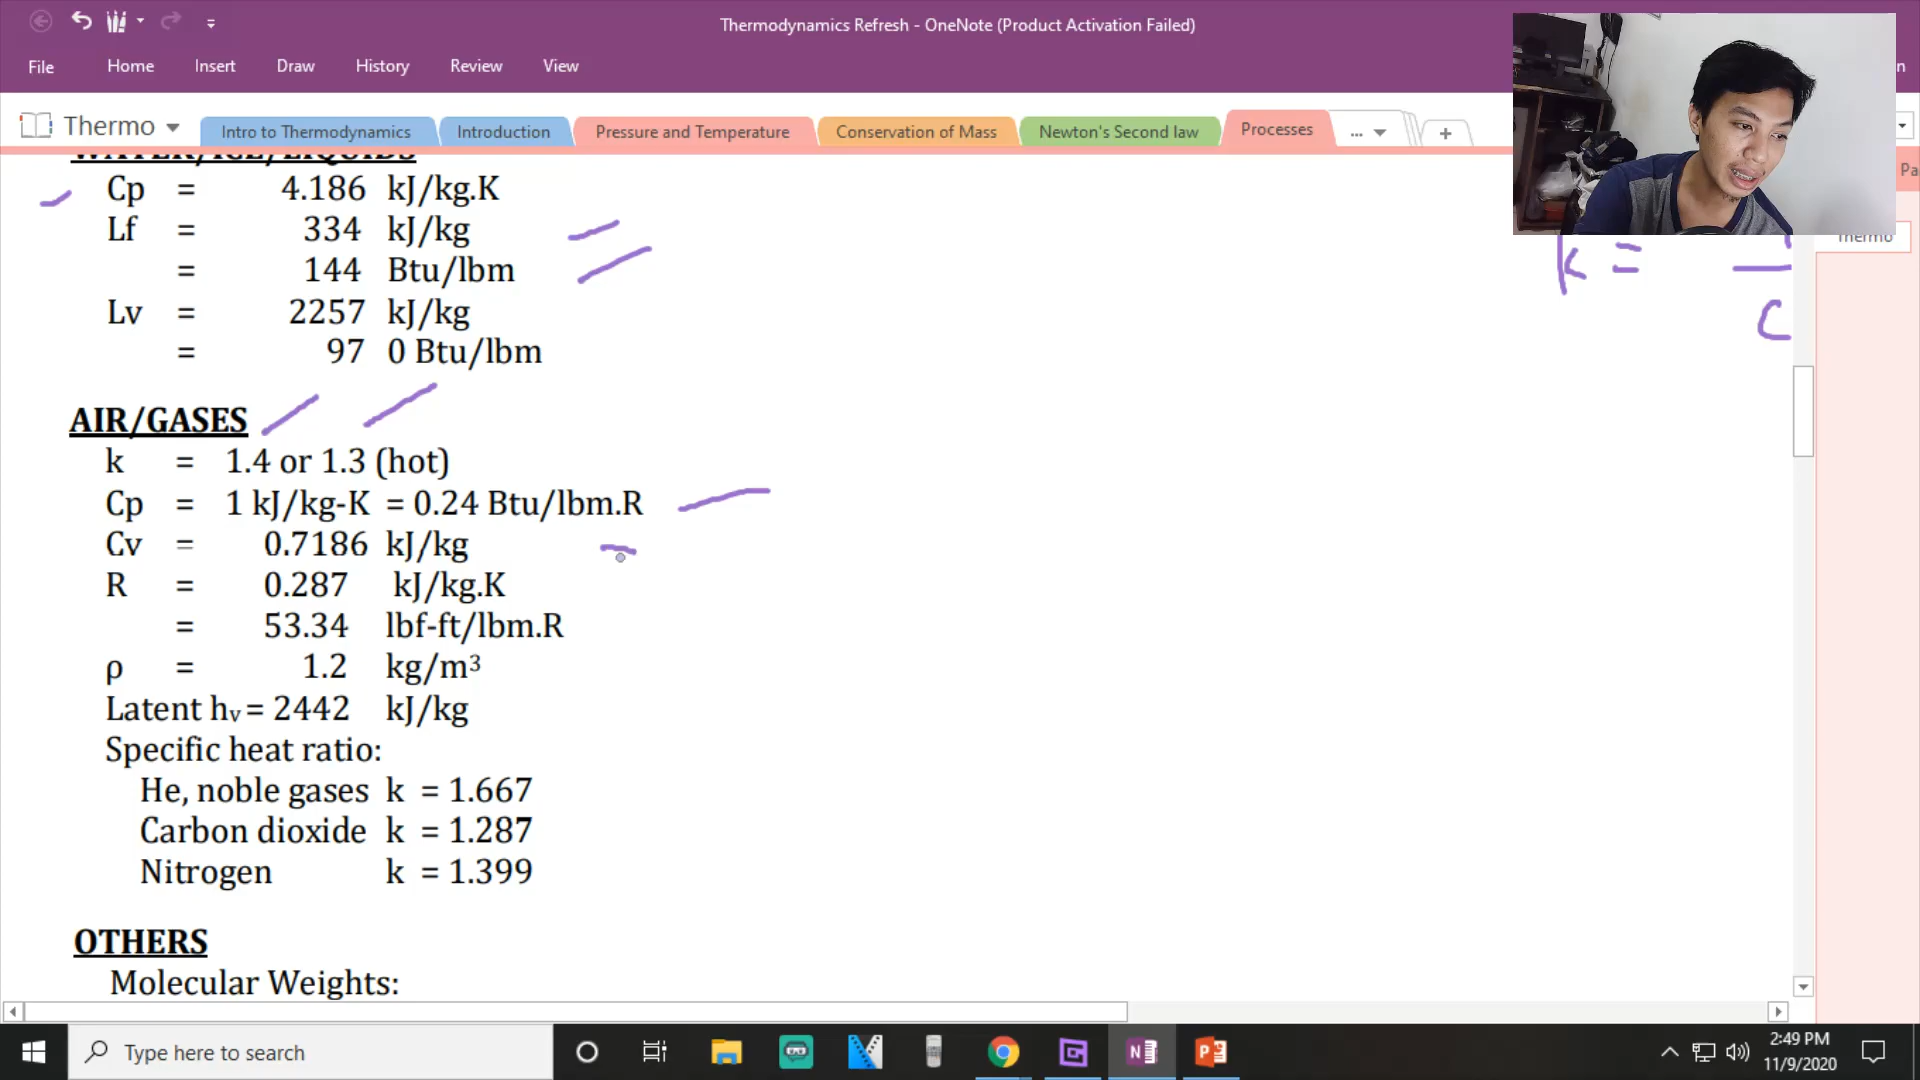 Thermodynamics Refresh - OneNote (Product Activation Failed)
File Home Insert Draw History Review View
Thermo Intro to Thermodynamics Introduction Pressure and Temperature Conservation of Mass Newton's Second law Processes ... +
WATER/ICE/LIQUIDS
Cp = 4.186 kJ/kg.K
Lf = 334 kJ/kg
= 144 Btu/lbm
Lv = 2257 kJ/kg
= 97 0 Btu/lbm
k =
C
Pa
Thermo
AIR/GASES
k = 1.4 or 1.3 (hot)
Cp = 1 kJ/kg-K = 0.24 Btu/lbm.R
Cv = 0.7186 kJ/kg
R = 0.287 kJ/kg.K
= 53.34 lbf-ft/lbm.R
ρ = 1.2 kg/m³
Latent hv = 2442 kJ/kg
Specific heat ratio:
He, noble gases k = 1.667
Carbon dioxide k = 1.287
Nitrogen k = 1.399
OTHERS
Molecular Weights:
Type here to search
2:49 PM
11/9/2020